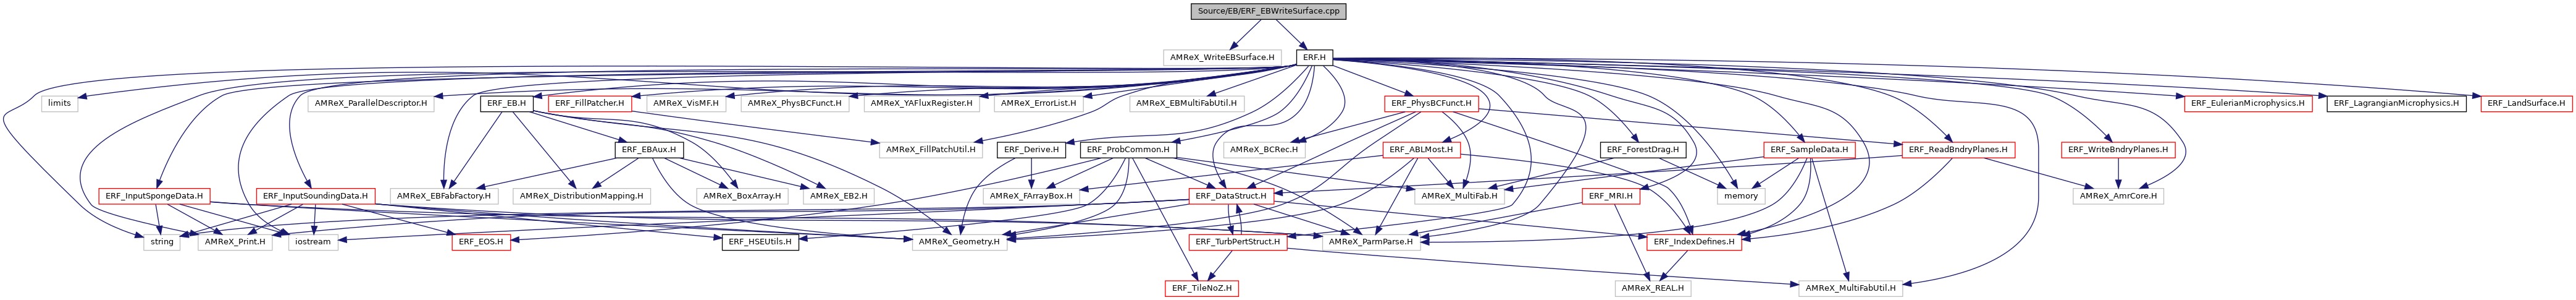 Source/EB/ERF_EBWriteSurface.cpp
AMReX_WriteEBSurface.H
ERF.H
limits
AMReX_ParallelDescriptor.H
ERF_EB.H
ERF_FillPatcher.H
AMReX_VisMF.H
AMReX_PhysBCFunct.H
AMReX_YAFluxRegister.H
AMReX_ErrorList.H
AMReX_EBMultiFabUtil.H
ERF_PhysBCFunct.H
ERF_EulerianMicrophysics.H
ERF_LagrangianMicrophysics.H
ERF_LandSurface.H
ERF_EBAux.H
AMReX_FillPatchUtil.H
ERF_Derive.H
ERF_ProbCommon.H
AMReX_BCRec.H
ERF_ABLMost.H
ERF_ForestDrag.H
ERF_SampleData.H
ERF_ReadBndryPlanes.H
ERF_WriteBndryPlanes.H
ERF_InputSpongeData.H
ERF_InputSoundingData.H
AMReX_EBFabFactory.H
AMReX_DistributionMapping.H
AMReX_BoxArray.H
AMReX_EB2.H
AMReX_FArrayBox.H
ERF_DataStruct.H
AMReX_MultiFab.H
ERF_MRI.H
memory
AMReX_AmrCore.H
string
AMReX_Print.H
iostream
ERF_EOS.H
ERF_HSEUtils.H
AMReX_Geometry.H
ERF_TurbPertStruct.H
AMReX_ParmParse.H
ERF_IndexDefines.H
ERF_TileNoZ.H
AMReX_REAL.H
AMReX_MultiFabUtil.H